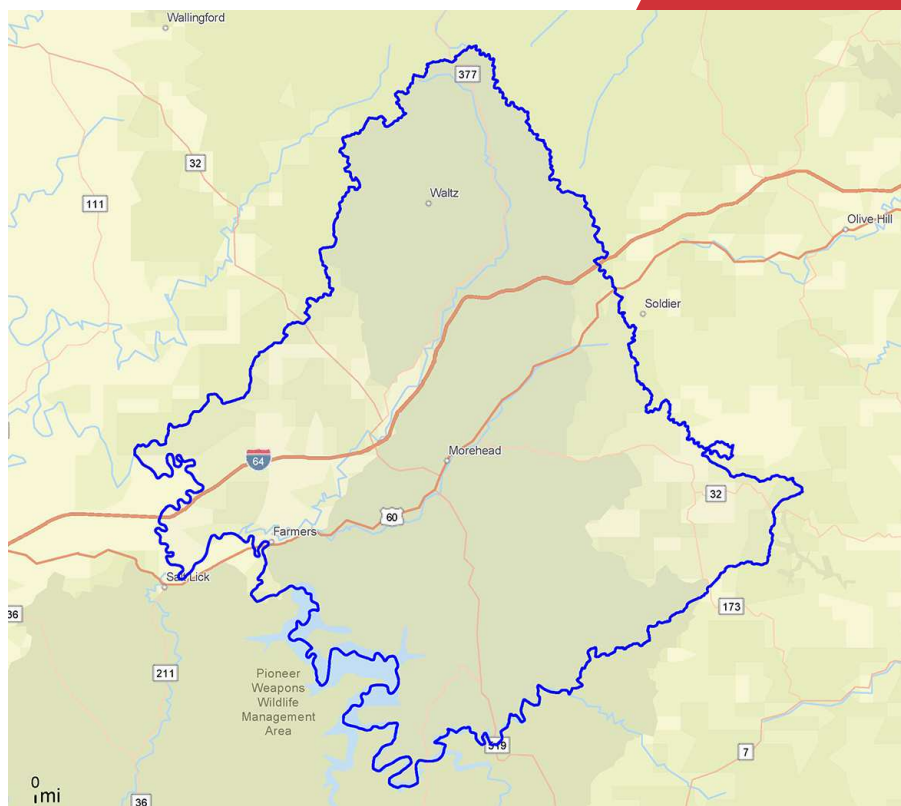 Wallingford
377
32
111
Waltz
Olive Hill
Soldier
Morehead
64
32
60
Farmers
Salt Lick
173
36
211
Pioneer
Weapons
Wildlife
Management
Area
519
7
0
mi
36